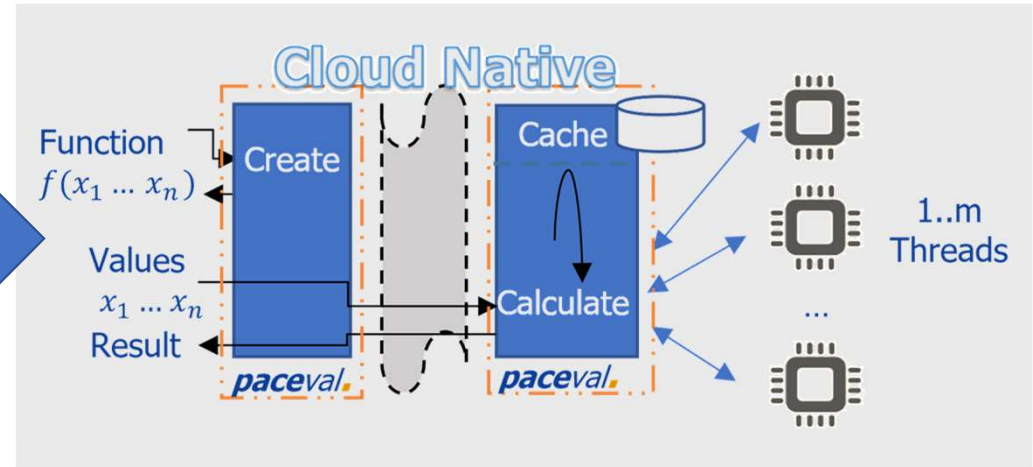 Cloud Native
Function
f(x₁ … xₙ)
Create
Values
x₁ … xₙ
Result
paceval.
Cache
Calculate
paceval.
1..m
Threads
…